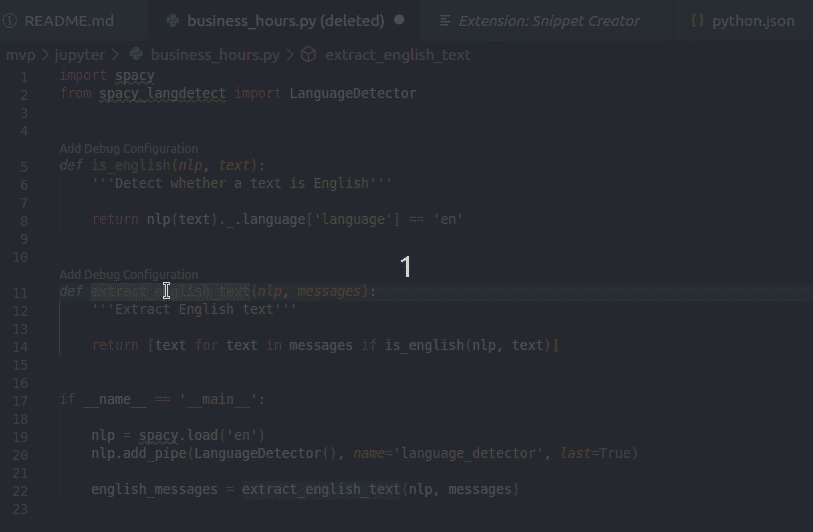 README.md business_hours.py (deleted) Extension: Snippet Creator {} python.json
mvp > jupyter > business_hours.py > extract_english_text
1 import spacy
2 from spacy_langdetect import LanguageDetector
3
4
Add Debug Configuration
5 def is_english(nlp, text):
6 '''Detect whether a text is English'''
7
8 return nlp(text)._.language['language'] == 'en'
9
10
1
Add Debug Configuration
11 def extract_english_text(nlp, messages):
12 '''Extract English text'''
13
14 return [text for text in messages if is_english(nlp, text)]
15
16
17 if __name__ == '__main__':
18
19 nlp = spacy.load('en')
20 nlp.add_pipe(LanguageDetector(), name='language_detector', last=True)
21
22 english_messages = extract_english_text(nlp, messages)
23